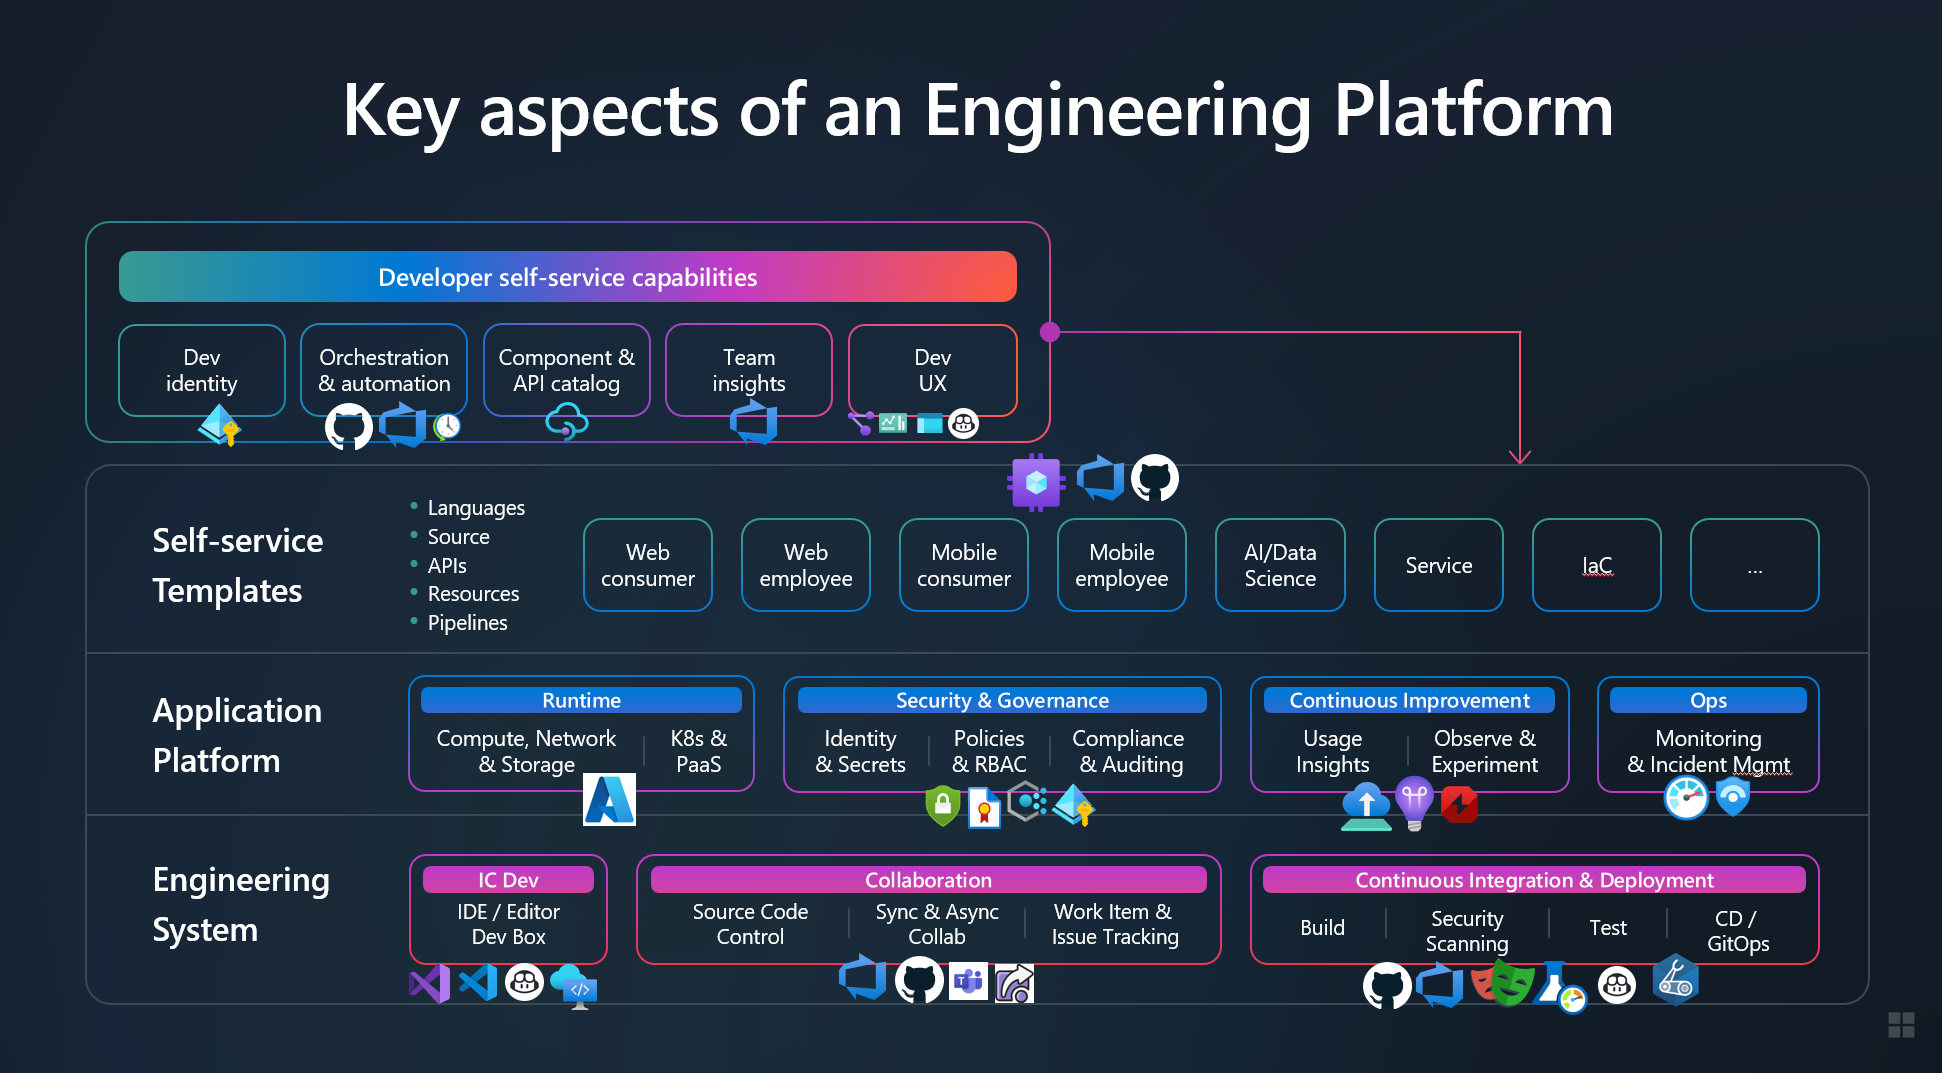 Key aspects of an Engineering Platform
Developer self-service capabilities
Dev
identity
Orchestration
& automation
Component &
API catalog
Team
insights
Dev
UX
Self-service
Templates
• Languages
• Source
• APIs
• Resources
• Pipelines
Web
consumer
Web
employee
Mobile
consumer
Mobile
employee
AI/Data
Science
Service
IaC
...
Application
Platform
Runtime
Compute, Network
& Storage
K8s &
PaaS
Security & Governance
Identity
& Secrets
Policies
& RBAC
Compliance
& Auditing
Continuous Improvement
Usage
Insights
Observe &
Experiment
Ops
Monitoring
& Incident Mgmt
Engineering
System
IC Dev
IDE / Editor
Dev Box
Collaboration
Source Code
Control
Sync & Async
Collab
Work Item &
Issue Tracking
Continuous Integration & Deployment
Build
Security
Scanning
Test
CD /
GitOps